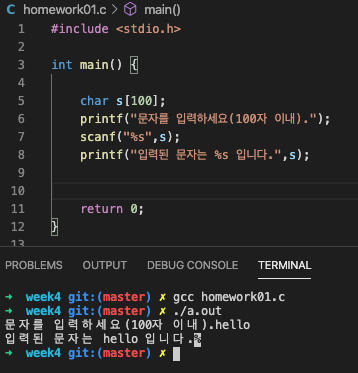 C homework01.c > main()
1 #include <stdio.h>
2
3 int main() {
4
5 char s[100];
6 printf("문자를 입력하세요(100자 이내).");
7 scanf("%s",s);
8 printf("입력된 문자는 %s 입니다.",s);
9
10
11 return 0;
12 }
13
PROBLEMS OUTPUT DEBUG CONSOLE TERMINAL
→ week4 git:(master) ✗ gcc homework01.c
→ week4 git:(master) ✗ ./a.out
문자를 입력하세요(100자 이내).hello
입력된 문자는 hello 입니다.%
→ week4 git:(master) ✗